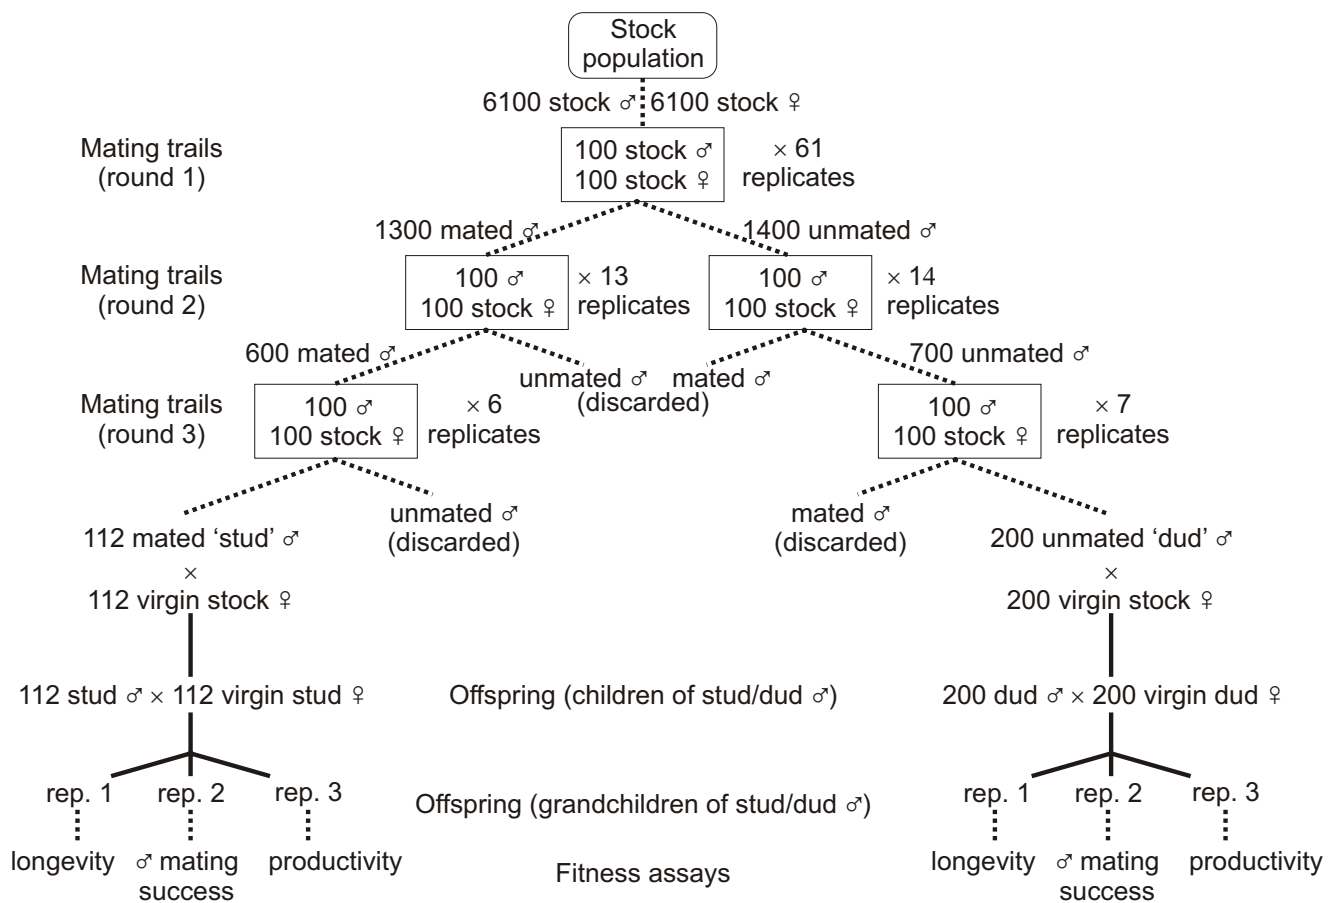 Stock
population
6100 stock ♂ 6100 stock ♀
Mating trails
(round 1)
100 stock ♂
100 stock ♀
× 61
replicates
1300 mated ♂
1400 unmated ♂
Mating trails
(round 2)
100 ♂
100 stock ♀
× 13
replicates
100 ♂
100 stock ♀
× 14
replicates
600 mated ♂
unmated ♂ mated ♂
(discarded)
700 unmated ♂
Mating trails
(round 3)
100 ♂
100 stock ♀
× 6
replicates
100 ♂
100 stock ♀
× 7
replicates
112 mated ‘stud’ ♂
×
112 virgin stock ♀
unmated ♂
(discarded)
mated ♂
(discarded)
200 unmated ‘dud’ ♂
×
200 virgin stock ♀
112 stud ♂ × 112 virgin stud ♀
Offspring (children of stud/dud ♂)
200 dud ♂ × 200 virgin dud ♀
rep. 1
rep. 2
rep. 3
Offspring (grandchildren of stud/dud ♂)
rep. 1
rep. 2
rep. 3
longevity
♂ mating
success
productivity
Fitness assays
longevity
♂ mating
success
productivity